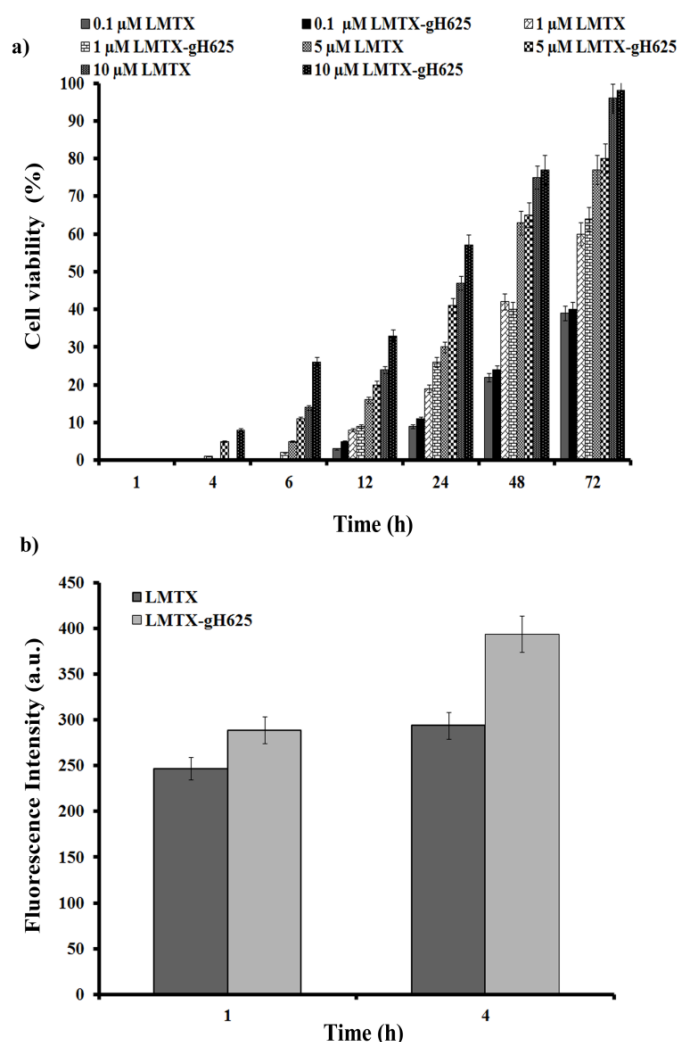 a)
0.1 µM LMTX 0.1 µM LMTX-gH625 1 µM LMTX
1 µM LMTX-gH625 5 µM LMTX 5 µM LMTX-gH625
10 µM LMTX 10 µM LMTX-gH625
Cell viability (%)
100
90
80
70
60
50
40
30
20
10
0
1 4 6 12 24 48 72
Time (h)
b)
LMTX
LMTX-gH625
Fluorescence Intensity (a.u.)
450
400
350
300
250
200
150
100
50
0
1 4
Time (h)